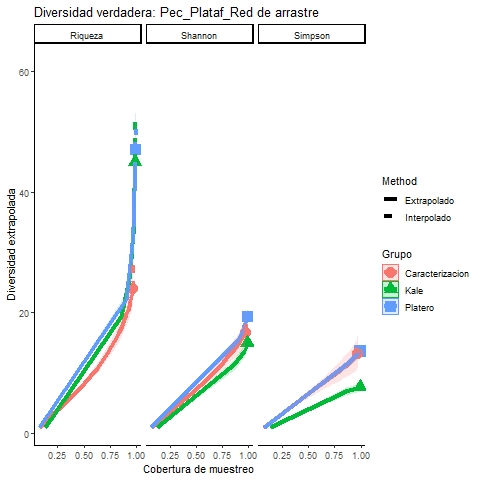 Diversidad verdadera: Pec_Plataf_Red de arrastre
Riqueza Shannon Simpson
60
40
20
0
Diversidad extrapolada
0.25 0.50 0.75 1.00 0.25 0.50 0.75 1.00 0.25 0.50 0.75 1.00
Cobertura de muestreo
Method
Extrapolado
Interpolado
Grupo
Caracterizacion
Kale
Platero